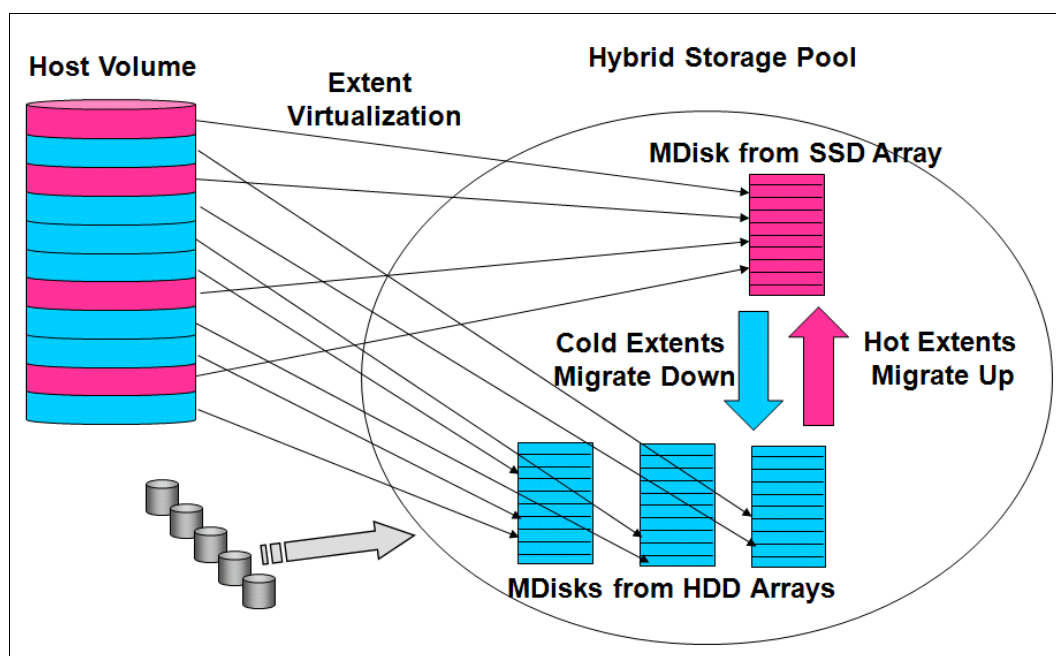 Host Volume
Extent
Virtualization
Hybrid Storage Pool
MDisk from SSD Array
Cold Extents
Migrate Down
Hot Extents
Migrate Up
MDisks from HDD Arrays